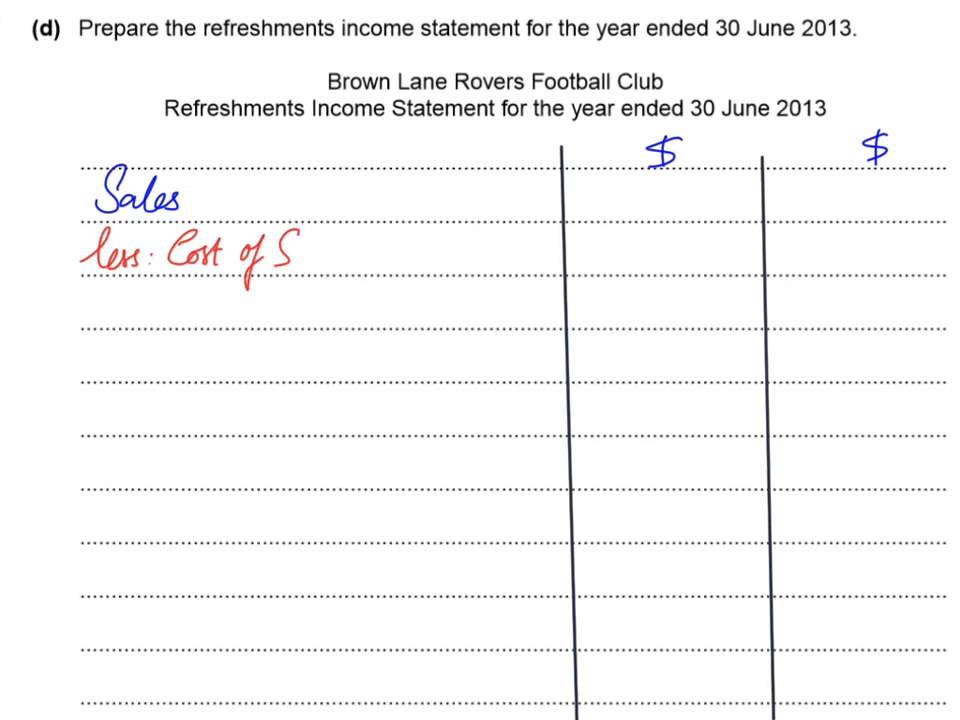 (d) Prepare the refreshments income statement for the year ended 30 June 2013.
Brown Lane Rovers Football Club
Refreshments Income Statement for the year ended 30 June 2013
$ $
Sales
less: Cost of S